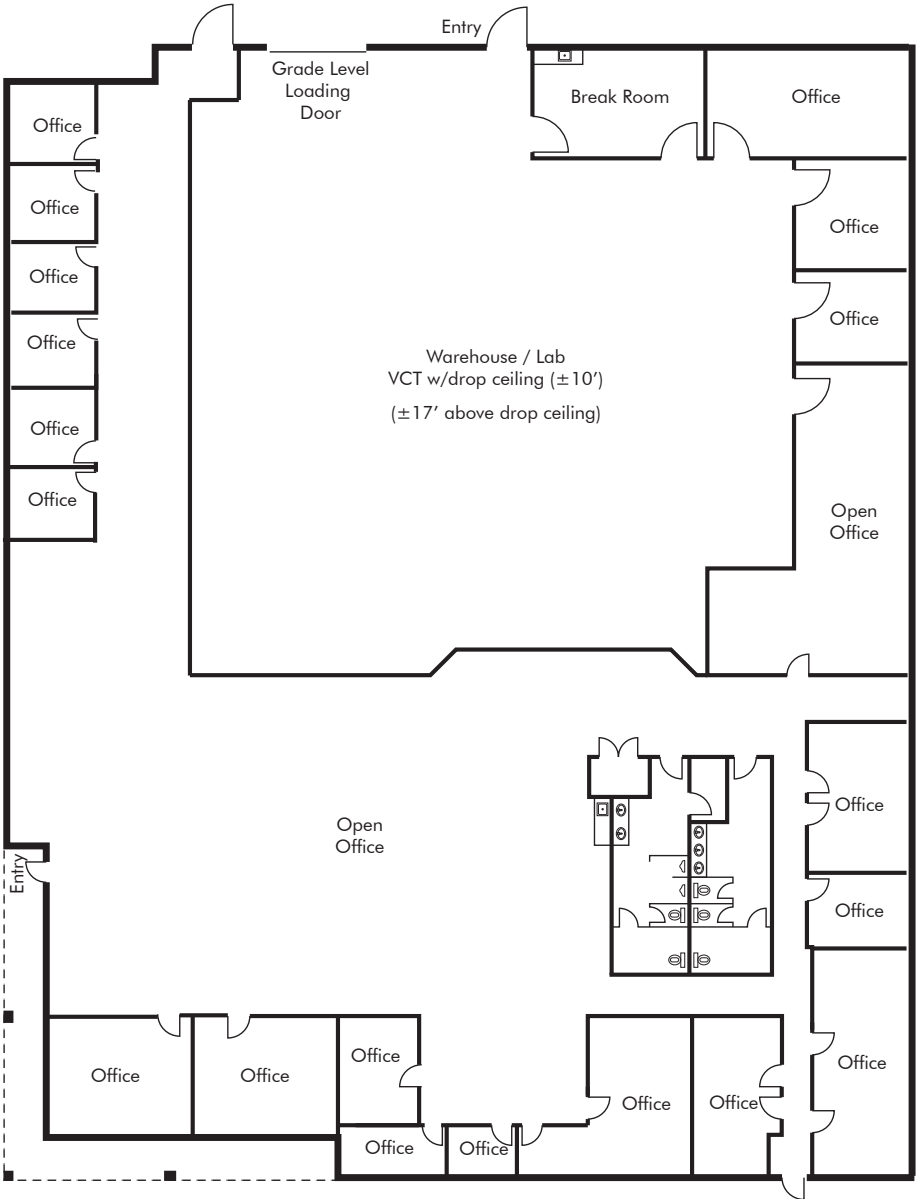 Entry
Grade Level
Loading
Door
Break Room
Office
Office
Office
Office
Office
Office
Office
Office
Office
Warehouse / Lab
VCT w/drop ceiling (±10’)
(±17’ above drop ceiling)
Open
Office
Open
Office
Entry
Office
Office
Office
Office
Office
Office
Office
Office
Office
Office